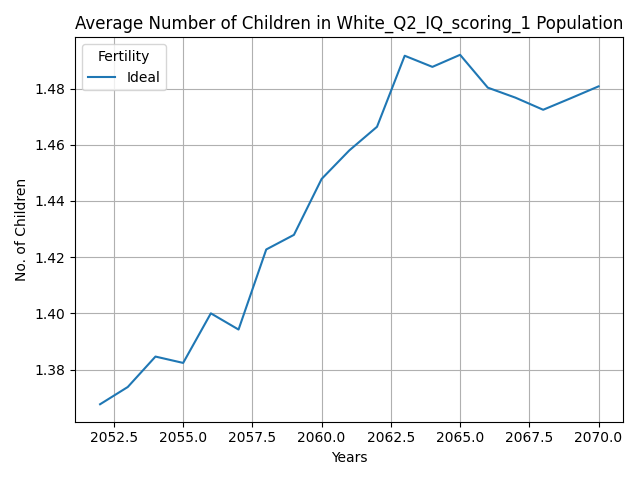 Average Number of Children in White_Q2_IQ_scoring_1 Population
Fertility
Ideal
No. of Children
1.48
1.46
1.44
1.42
1.40
1.38
2052.5 2055.0 2057.5 2060.0 2062.5 2065.0 2067.5 2070.0
Years